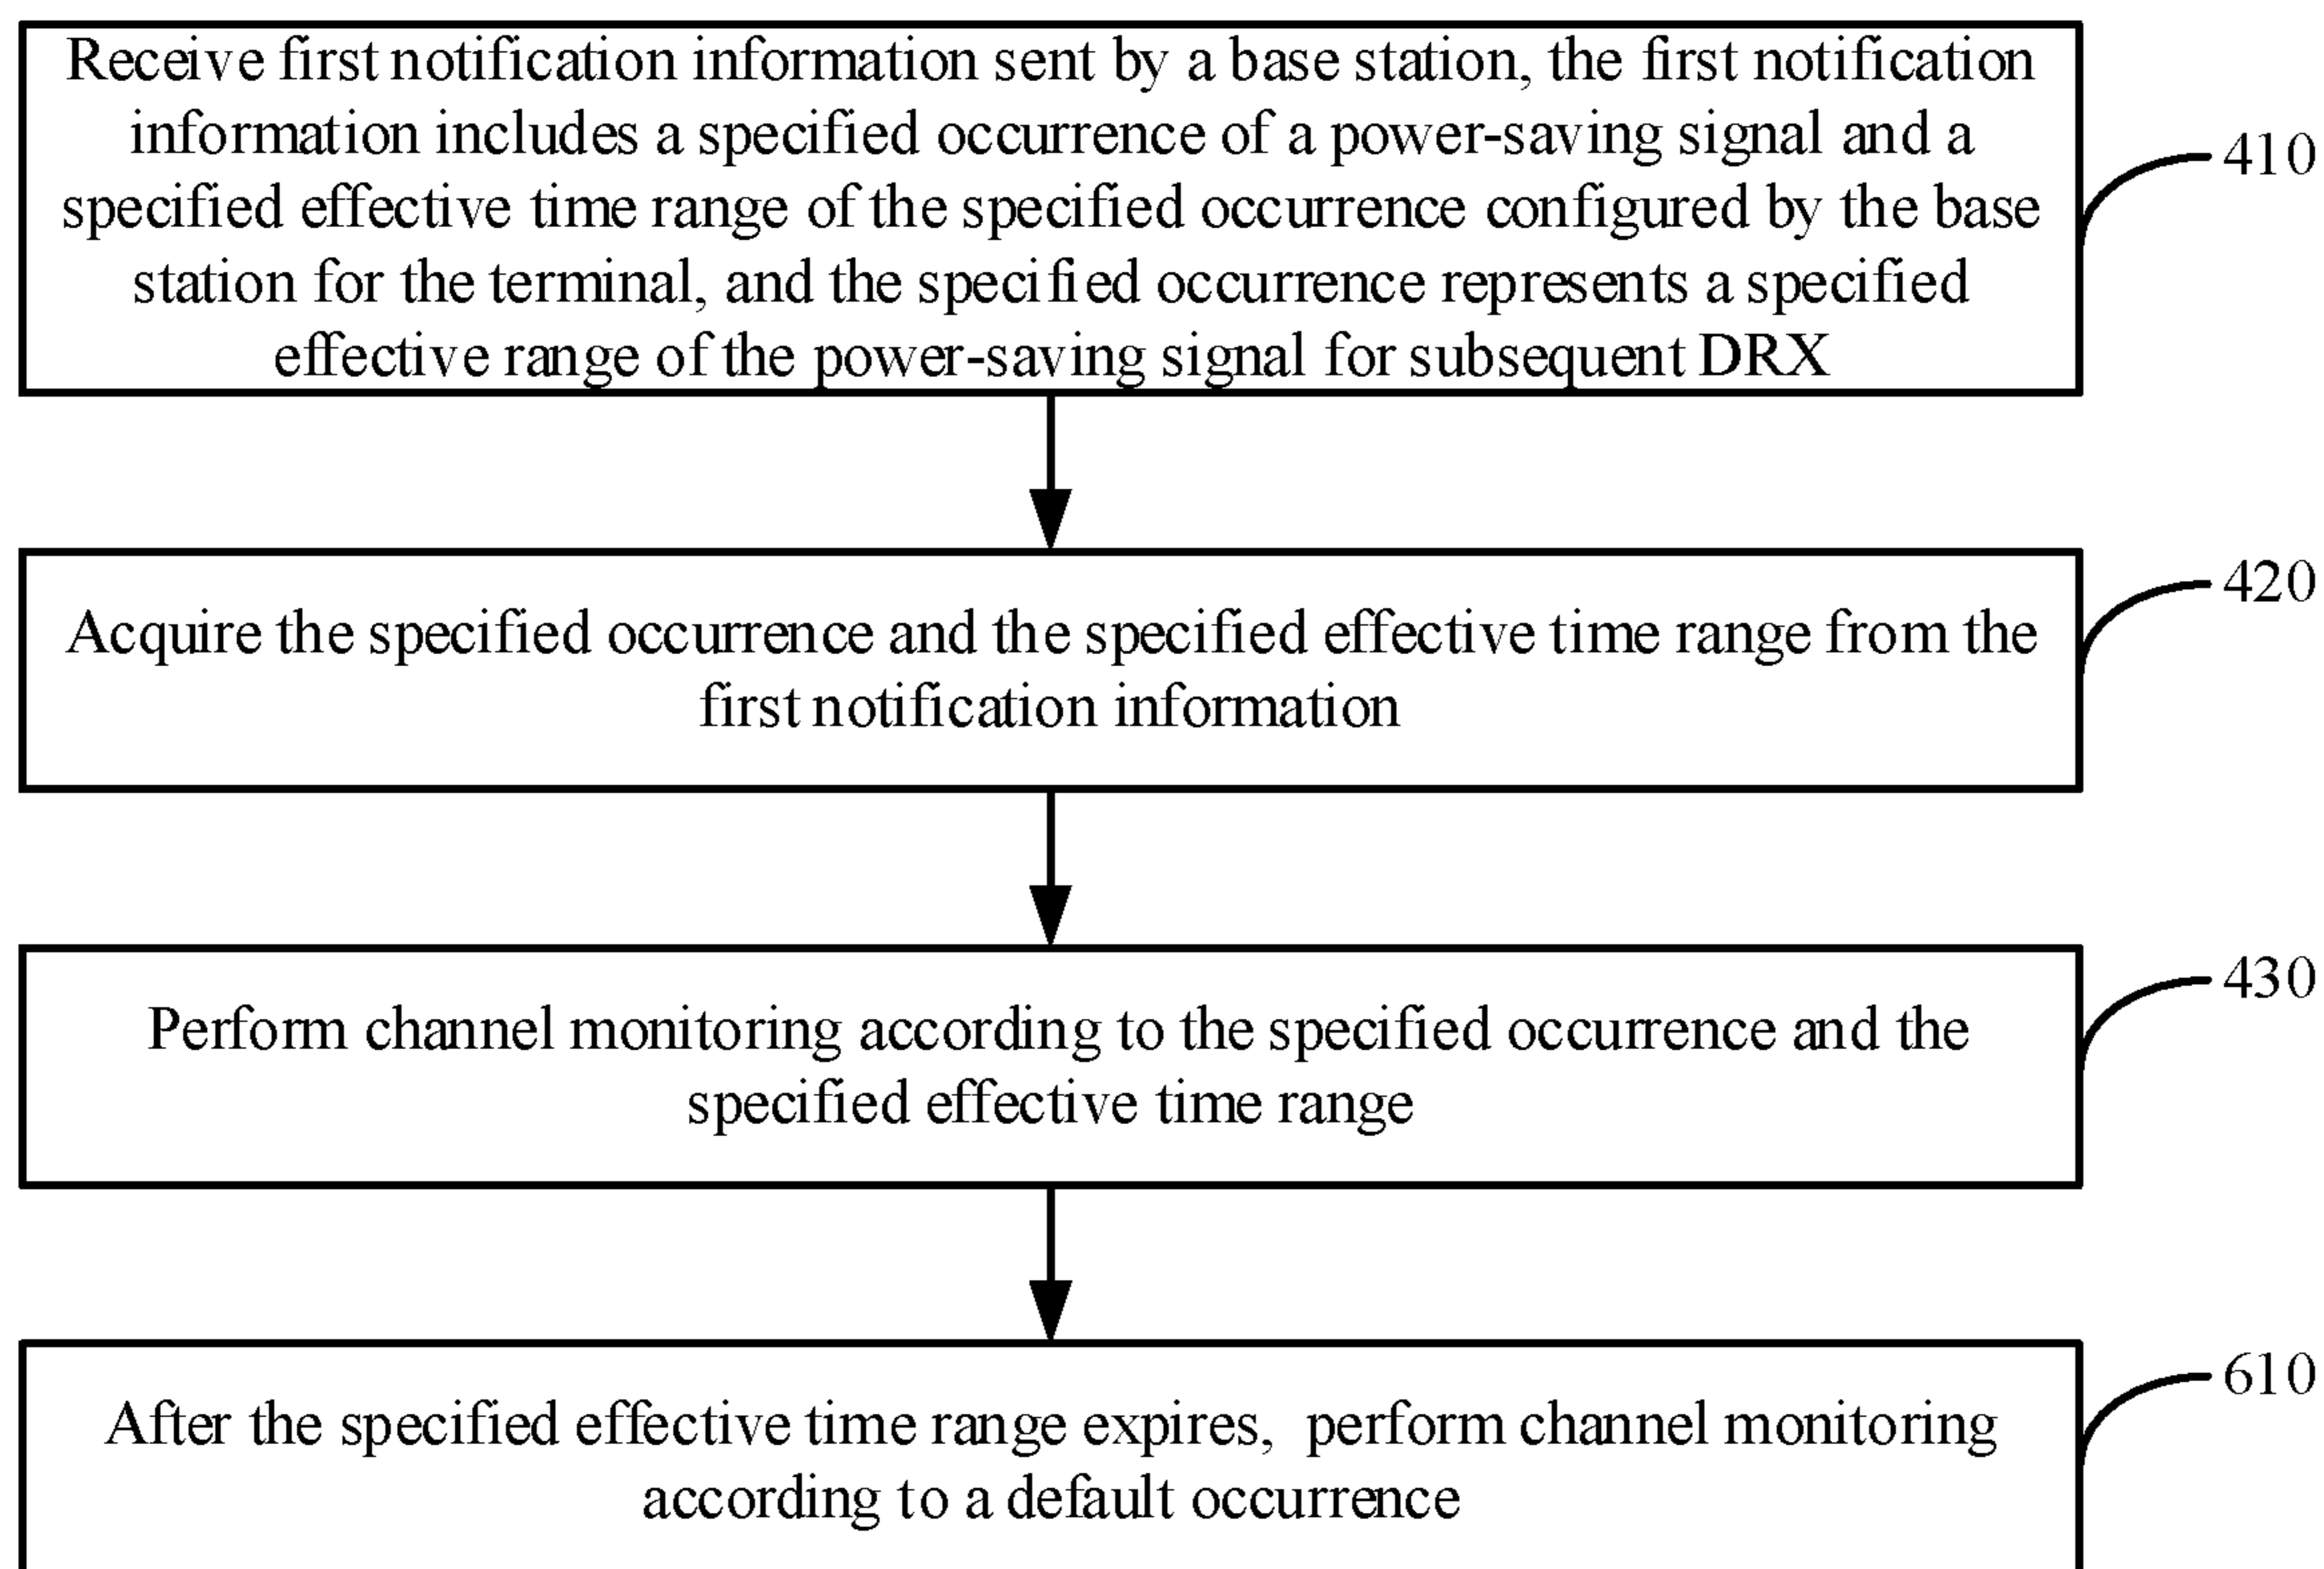 Receive first notification information sent by a base station, the first notification
information includes a specified occurrence of a power-saving signal and a
specified effective time range of the specified occurrence configured by the base
station for the terminal, and the specified occurrence represents a specified
effective range of the power-saving signal for subsequent DRX
410
Acquire the specified occurrence and the specified effective time range from the
first notification information
420
Perform channel monitoring according to the specified occurrence and the
specified effective time range
430
After the specified effective time range expires, perform channel monitoring
according to a default occurrence
610